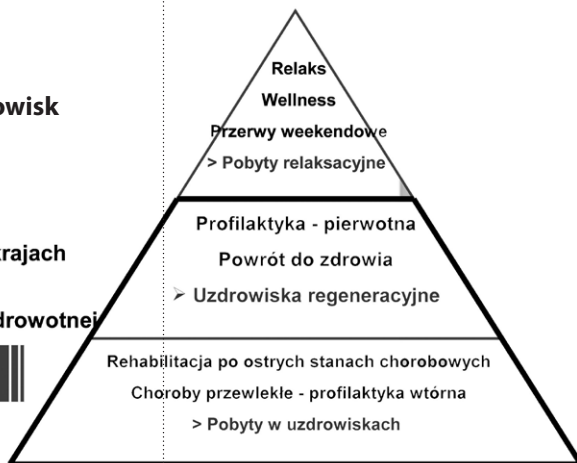 owisk
krajach
drowotnej
Relaks
Wellness
Przerwy weekendowe
> Pobyty relaksacyjne
Profilaktyka - pierwotna
Powrót do zdrowia
➢ Uzdrowiska regeneracyjne
Rehabilitacja po ostrych stanach chorobowych
Choroby przewlekłe - profilaktyka wtórna
> Pobyty w uzdrowiskach